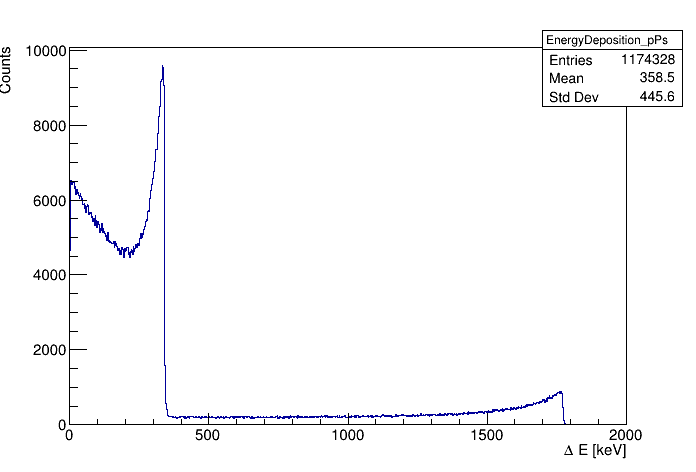 EnergyDeposition_pPs
Entries 1174328
Mean 358.5
Std Dev 445.6
Counts
10000
8000
6000
4000
2000
0
0 500 1000 1500 2000
Δ E [keV]